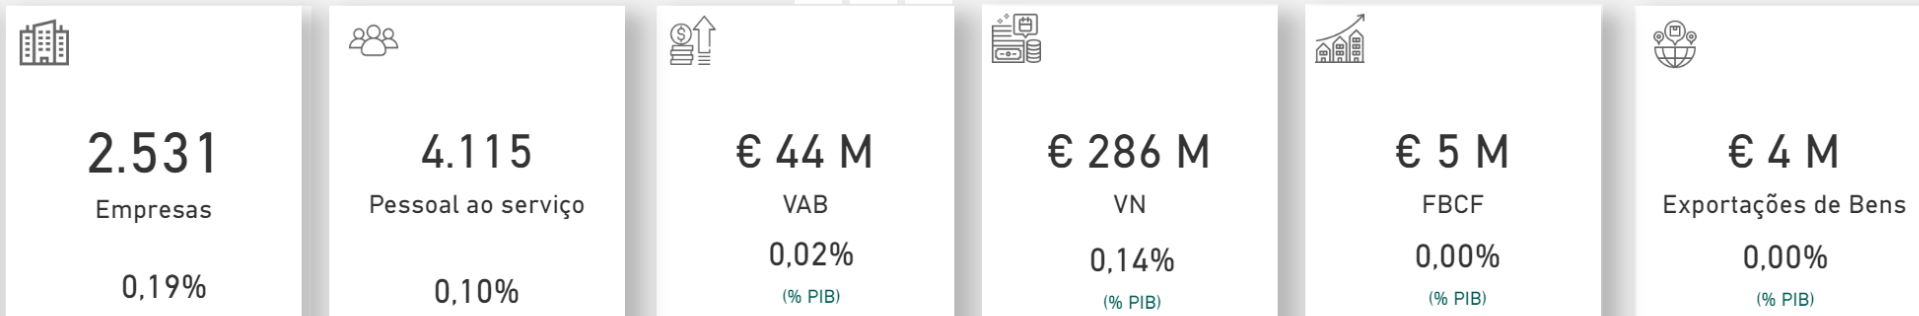 2.531
Empresas
0,19%
4.115
Pessoal ao serviço
0,10%
€ 44 M
VAB
0,02%
(% PIB)
€ 286 M
VN
0,14%
(% PIB)
€ 5 M
FBCF
0,00%
(% PIB)
€ 4 M
Exportações de Bens
0,00%
(% PIB)